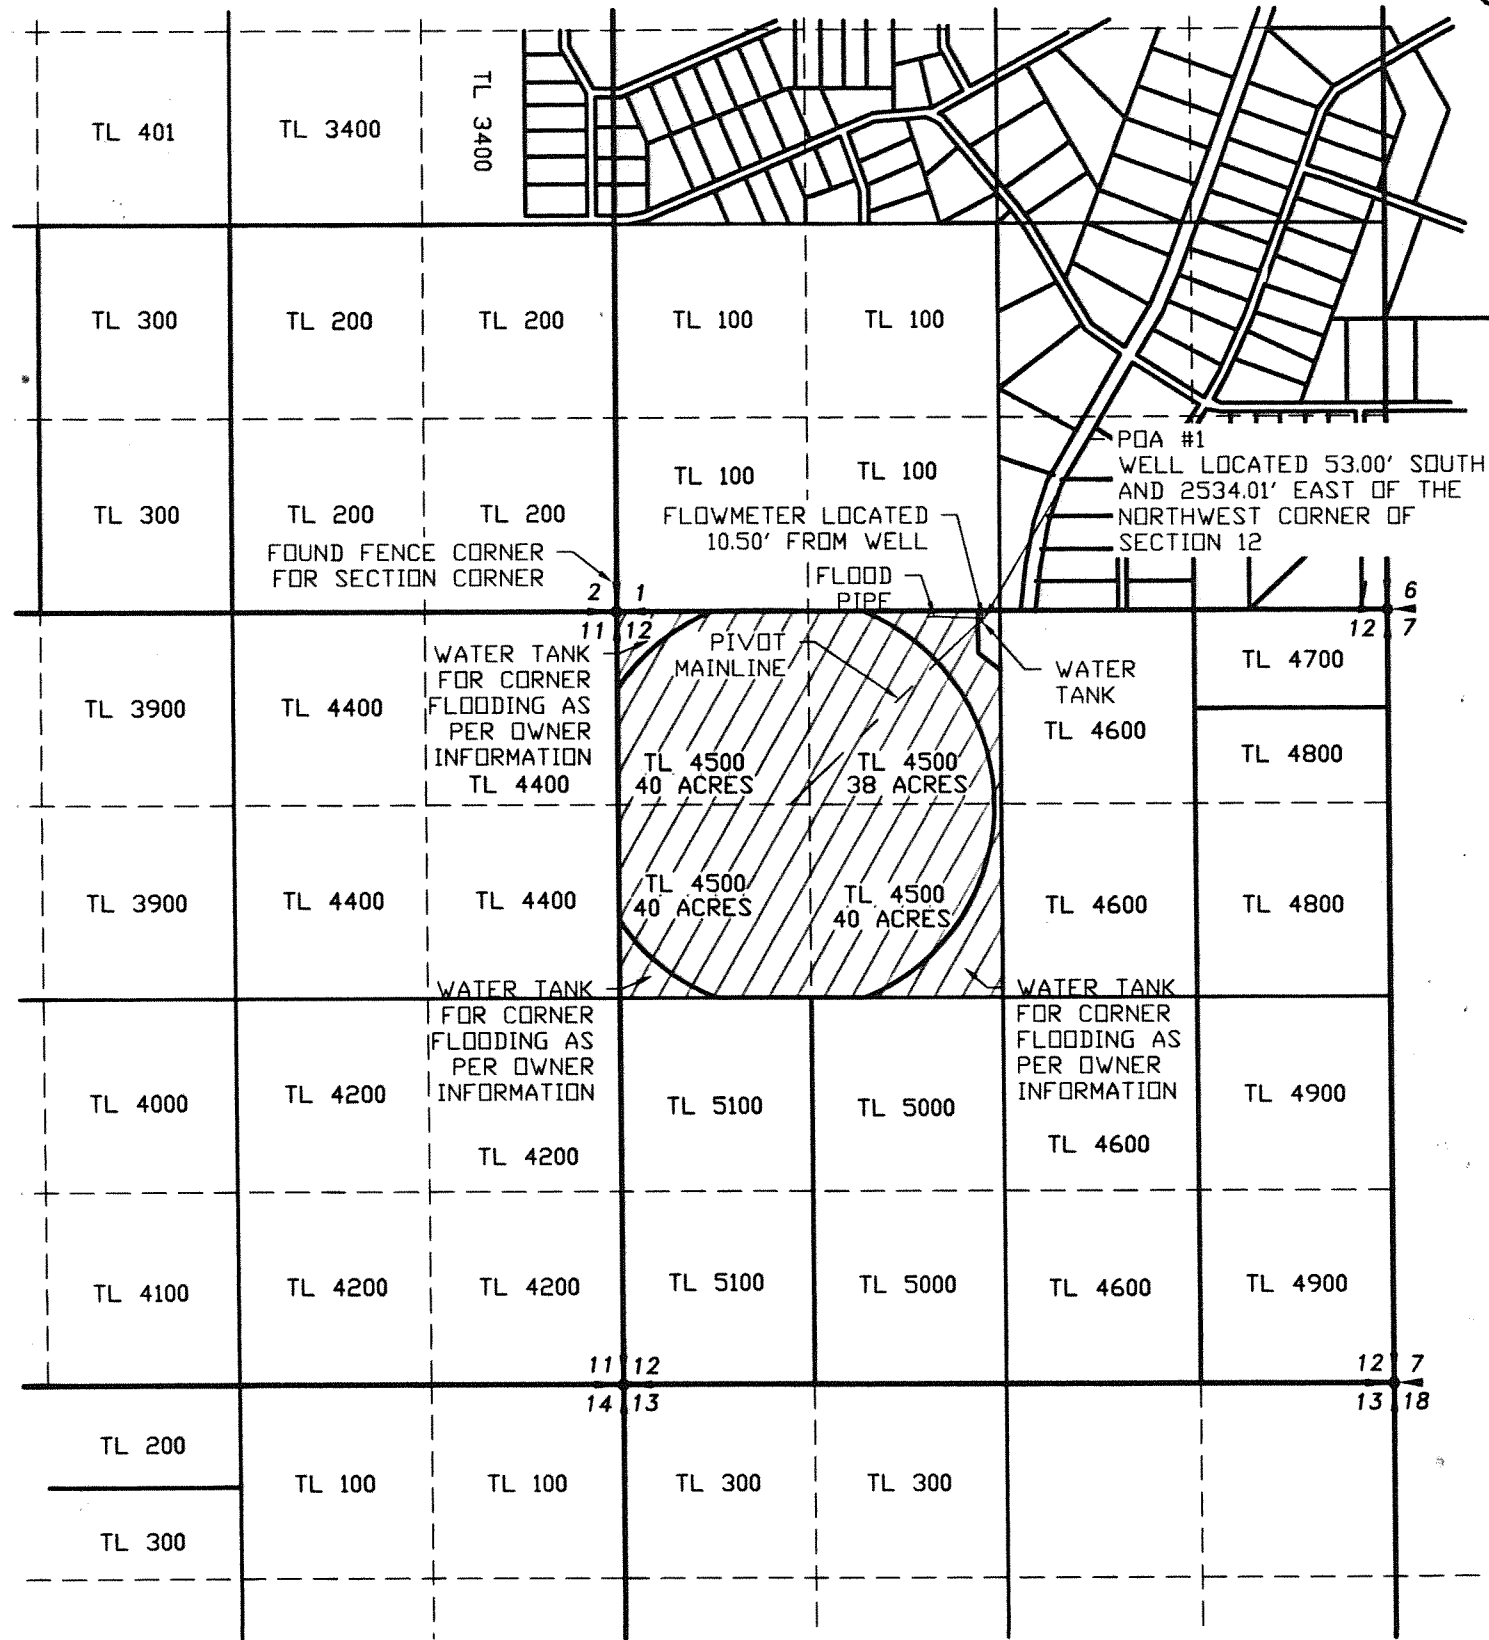 TL 401
TL 3400
TL 3400
TL 300
TL 200
TL 200
TL 100
TL 100
POA #1
WELL LOCATED 53.00' SOUTH
AND 2534.01' EAST OF THE
NORTHWEST CORNER OF
SECTION 12
TL 300
TL 200
TL 200
TL 100
TL 100
FLOWMETER LOCATED
10.50' FROM WELL
FOUND FENCE CORNER
FOR SECTION CORNER
FLOOD
PIPE
2 1
11 12
1 6
12 7
WATER TANK
FOR CORNER
FLOODING AS
PER OWNER
INFORMATION
PIVOT
MAINLINE
WATER
TANK
TL 4700
TL 3900
TL 4400
TL 4400
TL 4500
40 ACRES
TL 4500
38 ACRES
TL 4600
TL 4800
TL 3900
TL 4400
TL 4400
TL 4500
40 ACRES
TL 4500
40 ACRES
TL 4600
TL 4800
WATER TANK
FOR CORNER
FLOODING AS
PER OWNER
INFORMATION
WATER TANK
FOR CORNER
FLOODING AS
PER OWNER
INFORMATION
TL 4000
TL 4200
TL 4200
TL 5100
TL 5000
TL 4600
TL 4900
TL 4100
TL 4200
TL 4200
TL 5100
TL 5000
TL 4600
TL 4900
11 12
14 13
12 7
13 18
TL 200
TL 300
TL 100
TL 100
TL 300
TL 300